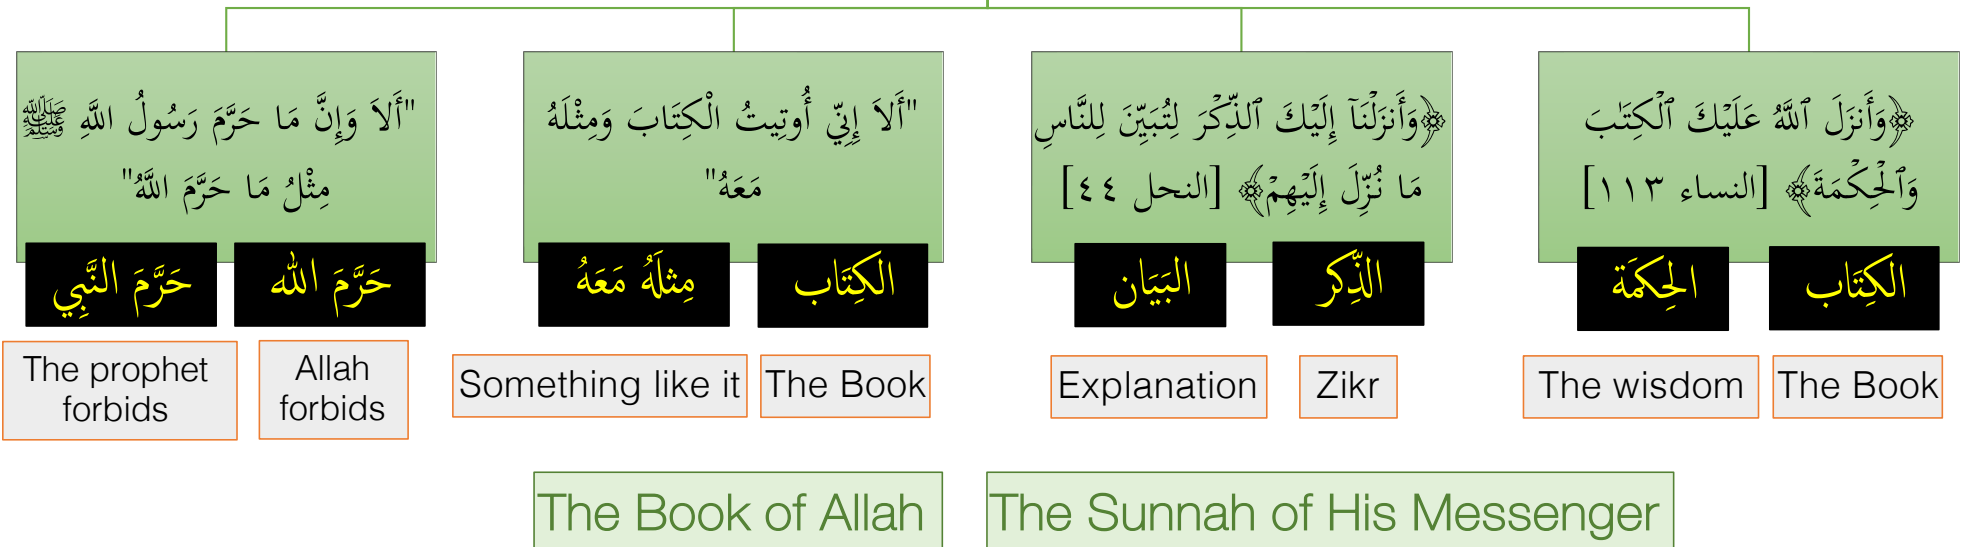 ﴿وَأَنزَلَ ٱللَّهُ عَلَيْكَ ٱلْكِتَٰبَ
وَٱلْحِكْمَةَ﴾ [النساء ١١٣]
الكِتَاب
الحِكمَة
The Book
The wisdom
﴿وَأَنزَلْنَآ إِلَيْكَ ٱلذِّكْرَ لِتُبَيِّنَ لِلنَّاسِ
مَا نُزِّلَ إِلَيْهِمْ﴾ [النحل ٤٤]
الذِّكر
البَيَان
Zikr
Explanation
"أَلاَ إِنِّي أُوتِيتُ الْكِتَابَ وَمِثْلَهُ
مَعَهُ"
الكِتَاب
مِثلَهُ مَعَهُ
The Book
Something like it
"أَلاَ وَإِنَّ مَا حَرَّمَ رَسُولُ اللَّهِ ﷺ
مِثْلُ مَا حَرَّمَ اللَّهُ"
حَرَّمَ الله
حَرَّمَ النَّبِي
Allah
forbids
The prophet
forbids
The Book of Allah
The Sunnah of His Messenger